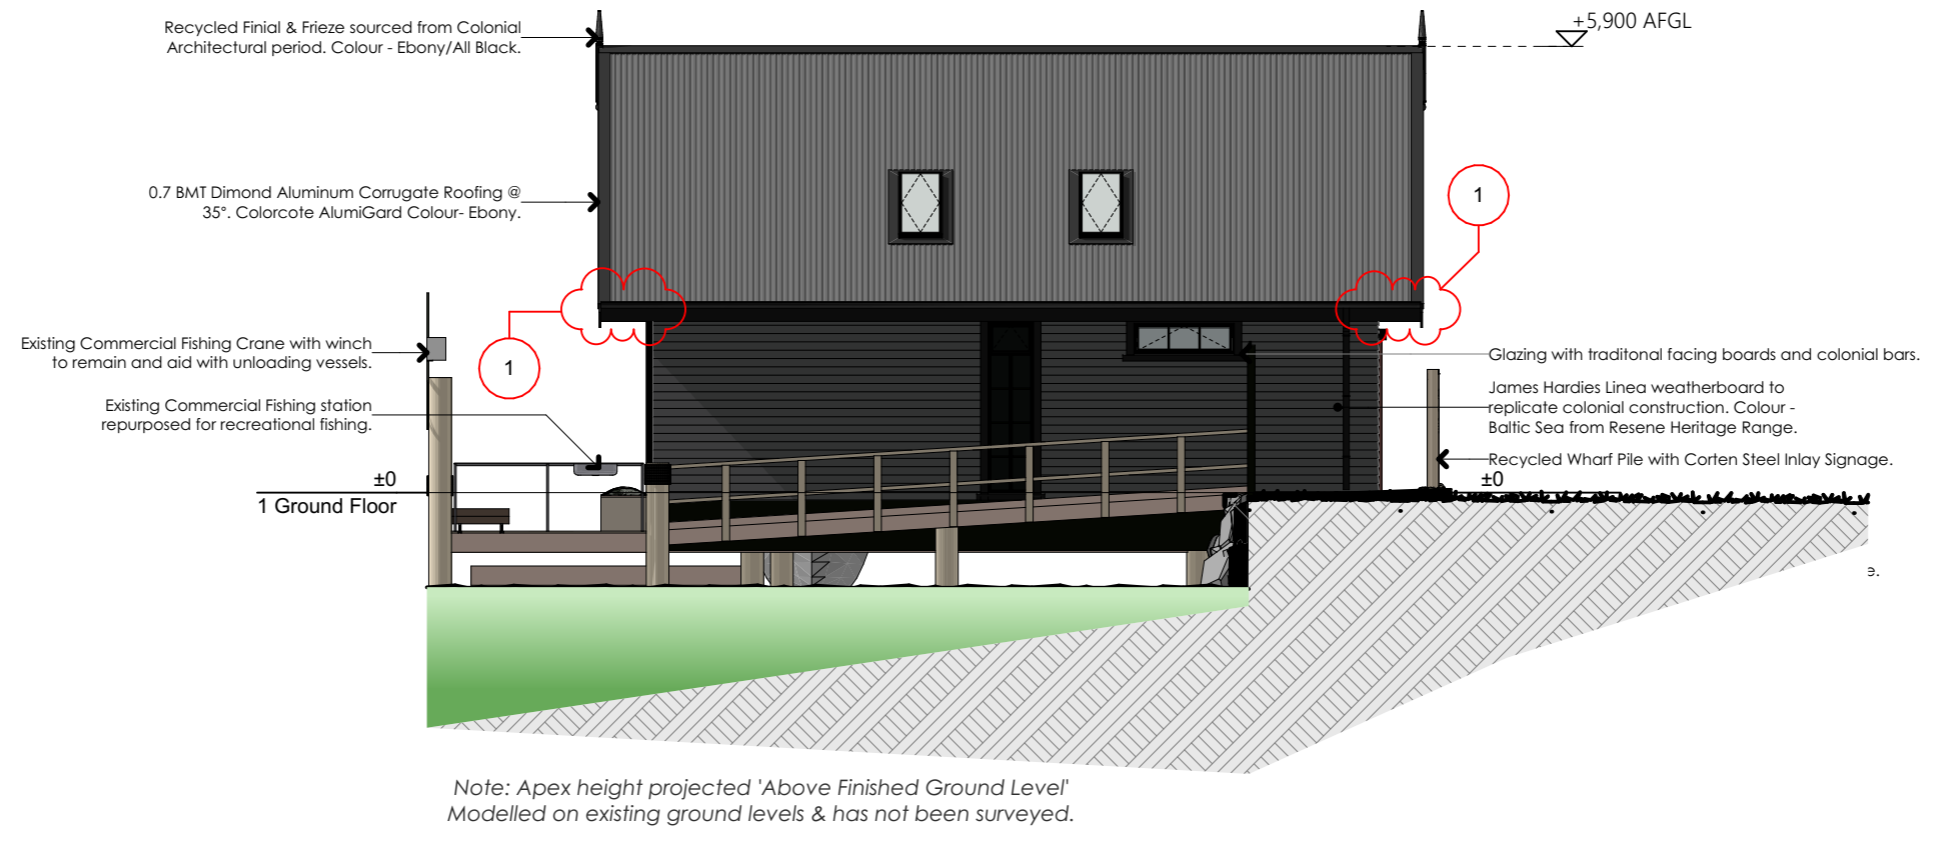 Recycled Finial & Frieze sourced from Colonial
Architectural period. Colour - Ebony/All Black.
+5,900 AFGL
0.7 BMT Dimond Aluminum Corrugate Roofing @
35°. Colorcote AlumiGard Colour- Ebony.
1
Existing Commercial Fishing Crane with winch
to remain and aid with unloading vessels.
1
Glazing with traditonal facing boards and colonial bars.
James Hardies Linea weatherboard to
replicate colonial construction. Colour -
Baltic Sea from Resene Heritage Range.
Existing Commercial Fishing station
repurposed for recreational fishing.
Recycled Wharf Pile with Corten Steel Inlay Signage.
±0
1 Ground Floor
±0
e.
Note: Apex height projected 'Above Finished Ground Level'
Modelled on existing ground levels & has not been surveyed.